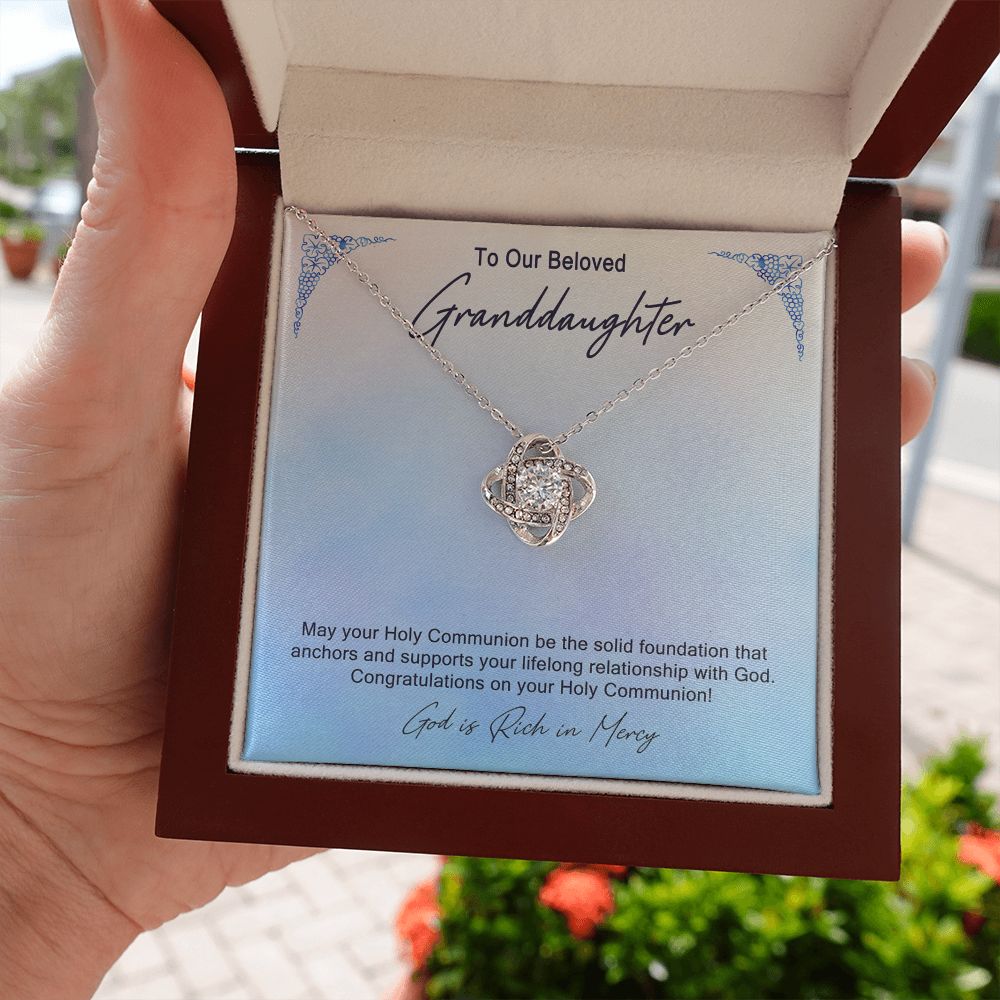 To Our Beloved
Granddaughter
May your Holy Communion be the solid foundation that
anchors and supports your lifelong relationship with God.
Congratulations on your Holy Communion!
God is Rich in Mercy